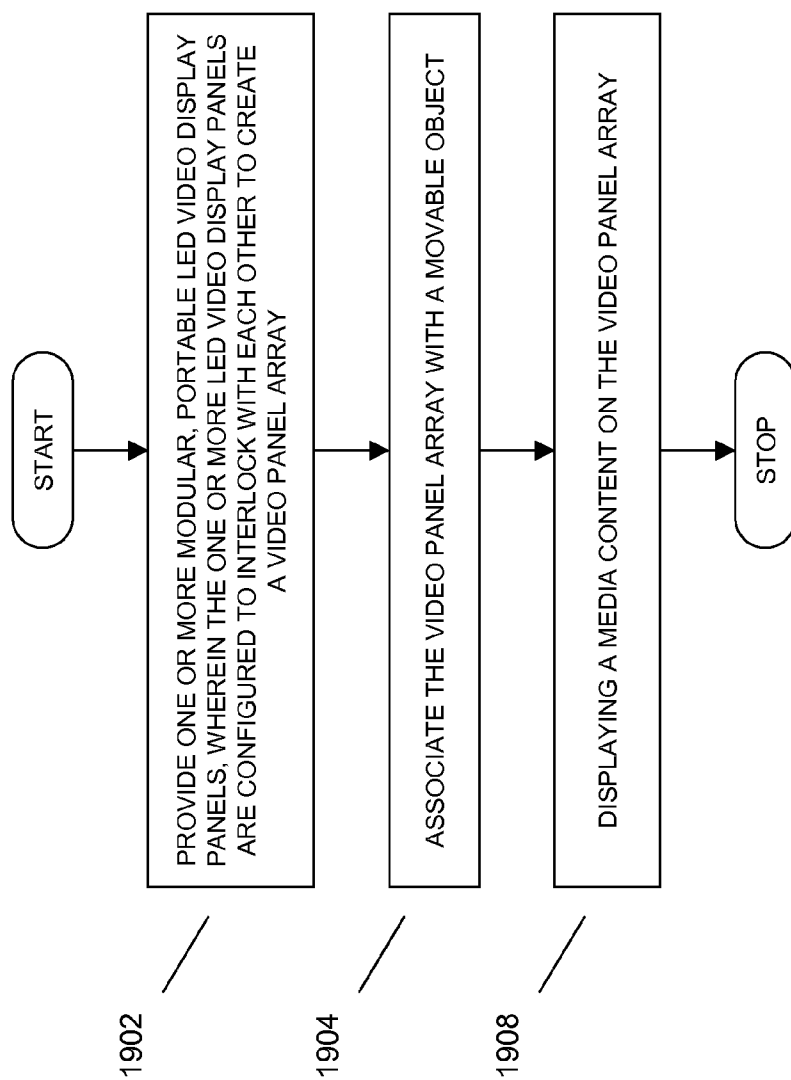 START
1902
PROVIDE ONE OR MORE MODULAR, PORTABLE LED VIDEO DISPLAY
PANELS, WHEREIN THE ONE OR MORE LED VIDEO DISPLAY PANELS
ARE CONFIGURED TO INTERLOCK WITH EACH OTHER TO CREATE
A VIDEO PANEL ARRAY
1904
ASSOCIATE THE VIDEO PANEL ARRAY WITH A MOVABLE OBJECT
1908
DISPLAYING A MEDIA CONTENT ON THE VIDEO PANEL ARRAY
STOP